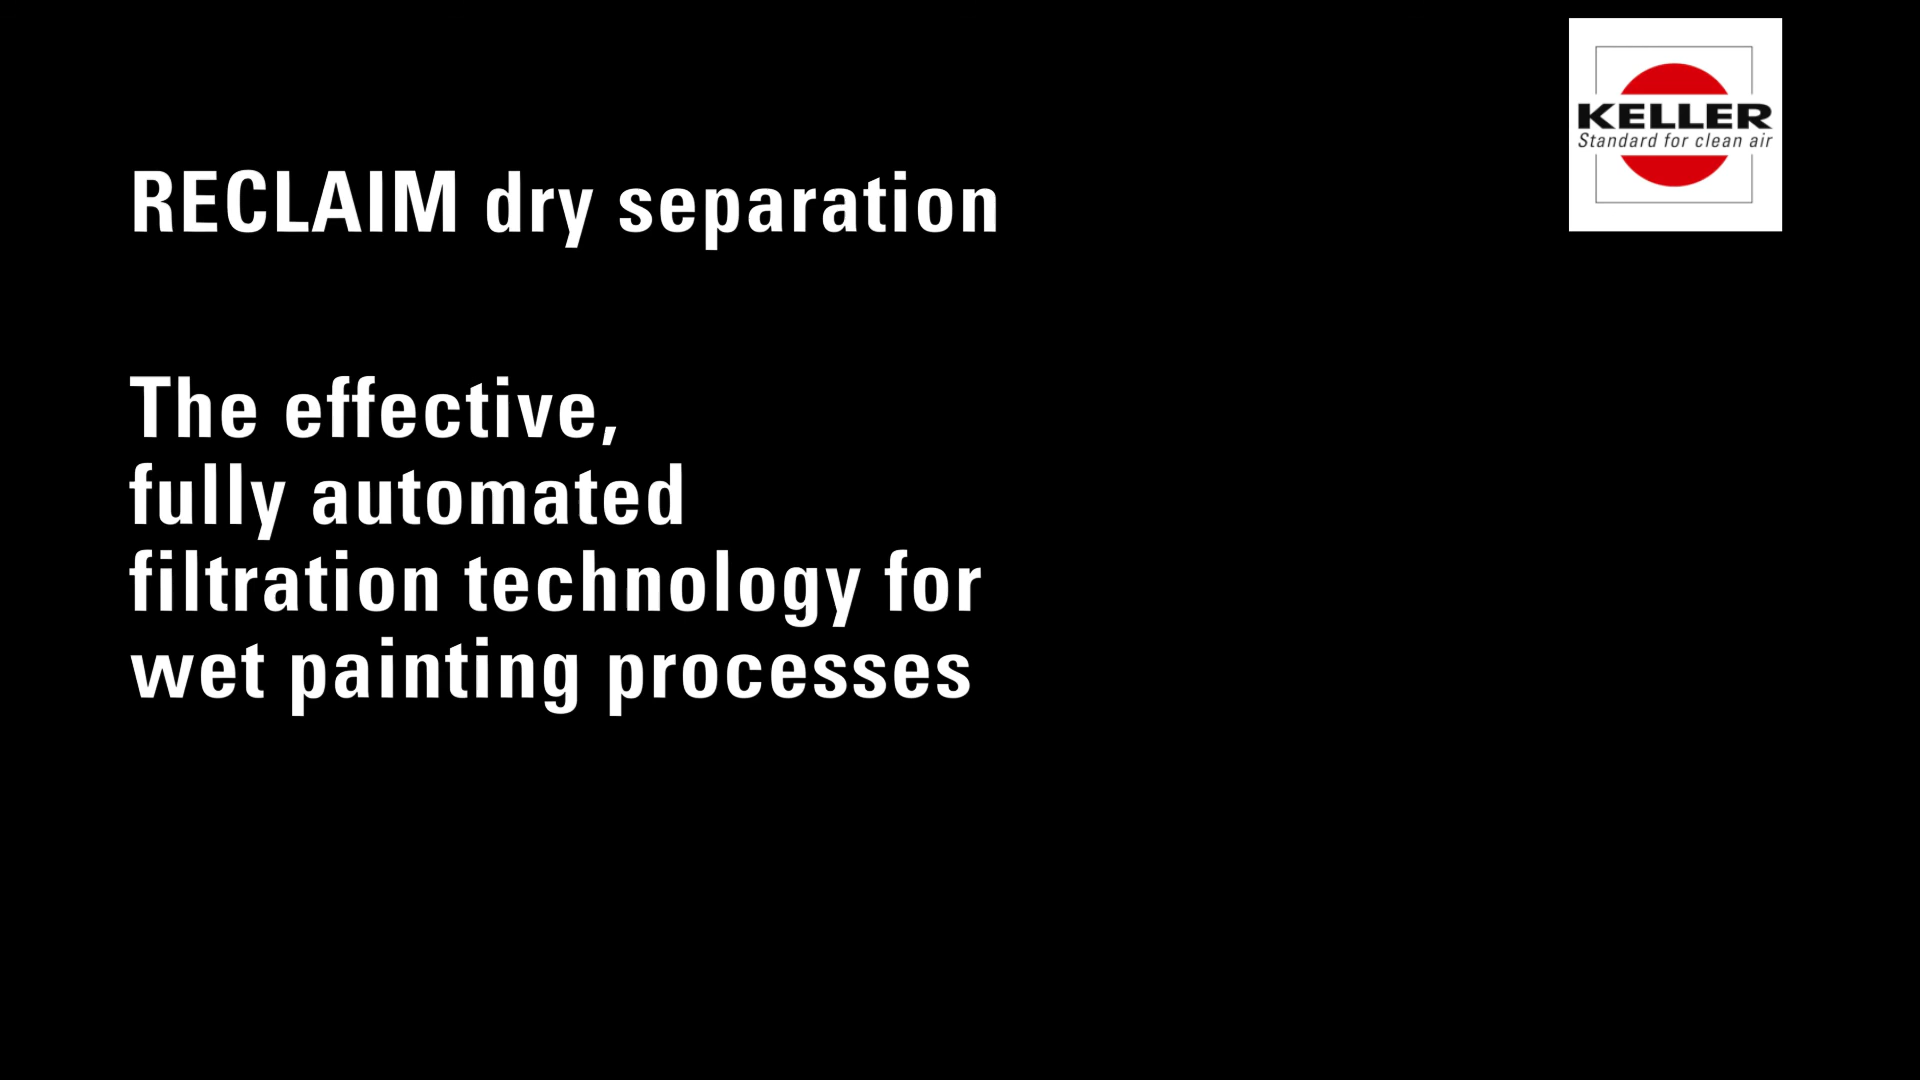 RECLAIM dry separation
The effective,
fully automated
filtration technology for
wet painting processes
KELLER
Standard for clean air